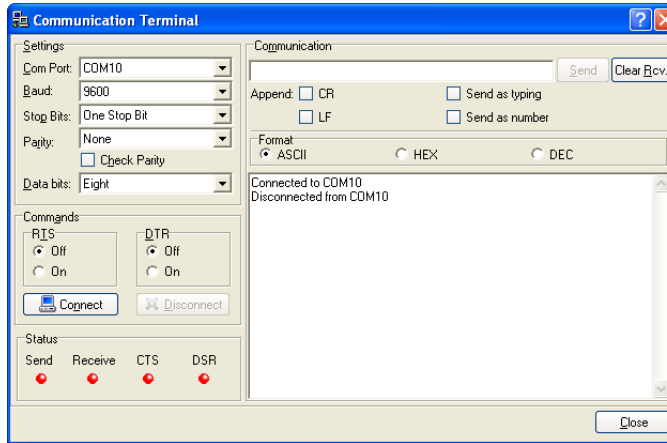 Communication Terminal
Settings
Com Port: COM10
Baud: 9600
Stop Bits: One Stop Bit
Parity: None
Check Parity
Data bits: Eight
Commands
RTS
Off
On
DTR
Off
On
Connect
Disconnect
Status
Send Receive CTS DSR
Communication
Send
Clear Rcv.
Append: CR
Send as typing
LF
Send as number
Format
ASCII
HEX
DEC
Connected to COM10
Disconnected from COM10
Close